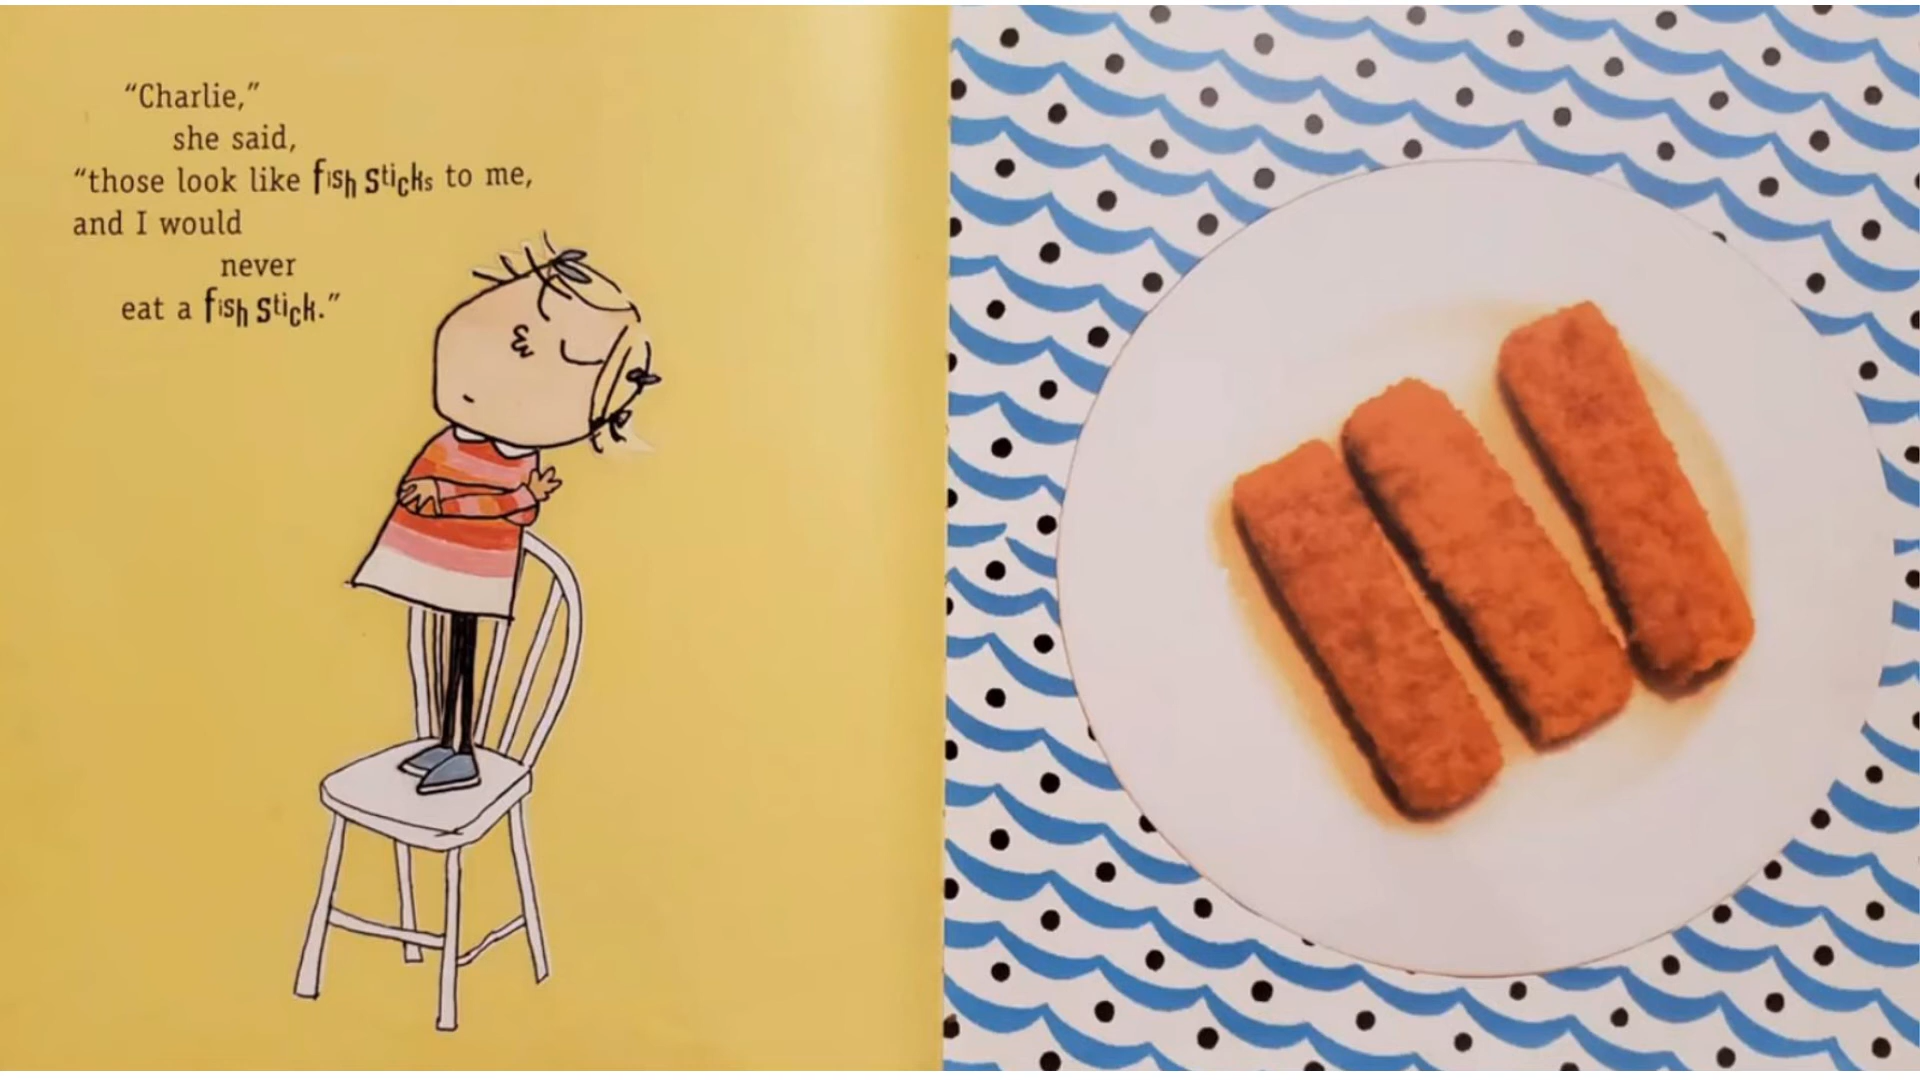 “Charlie,”
she said,
“those look like fish sticks to me,
and I would
never
eat a fish stick.”